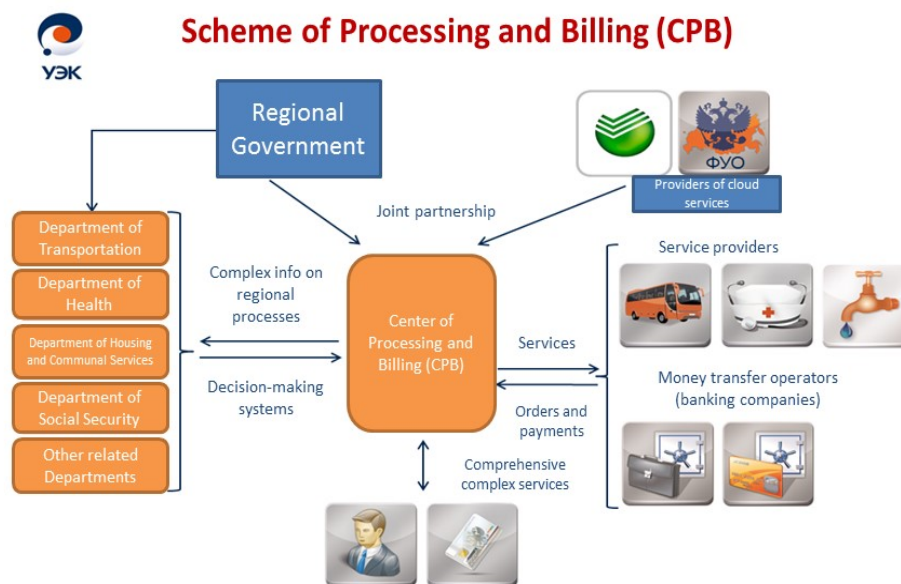 Scheme of Processing and Billing (CPB)
УЭК
Regional
Government
ФУО
Providers of cloud
services
Joint partnership
Department of
Transportation
Department of
Health
Department of Housing
and Communal Services
Department of
Social Security
Other related
Departments
Complex info on
regional
processes
Decision-making
systems
Center of
Processing and
Billing (CPB)
Services
Orders and
payments
Service providers
Money transfer operators
(banking companies)
Comprehensive
complex services